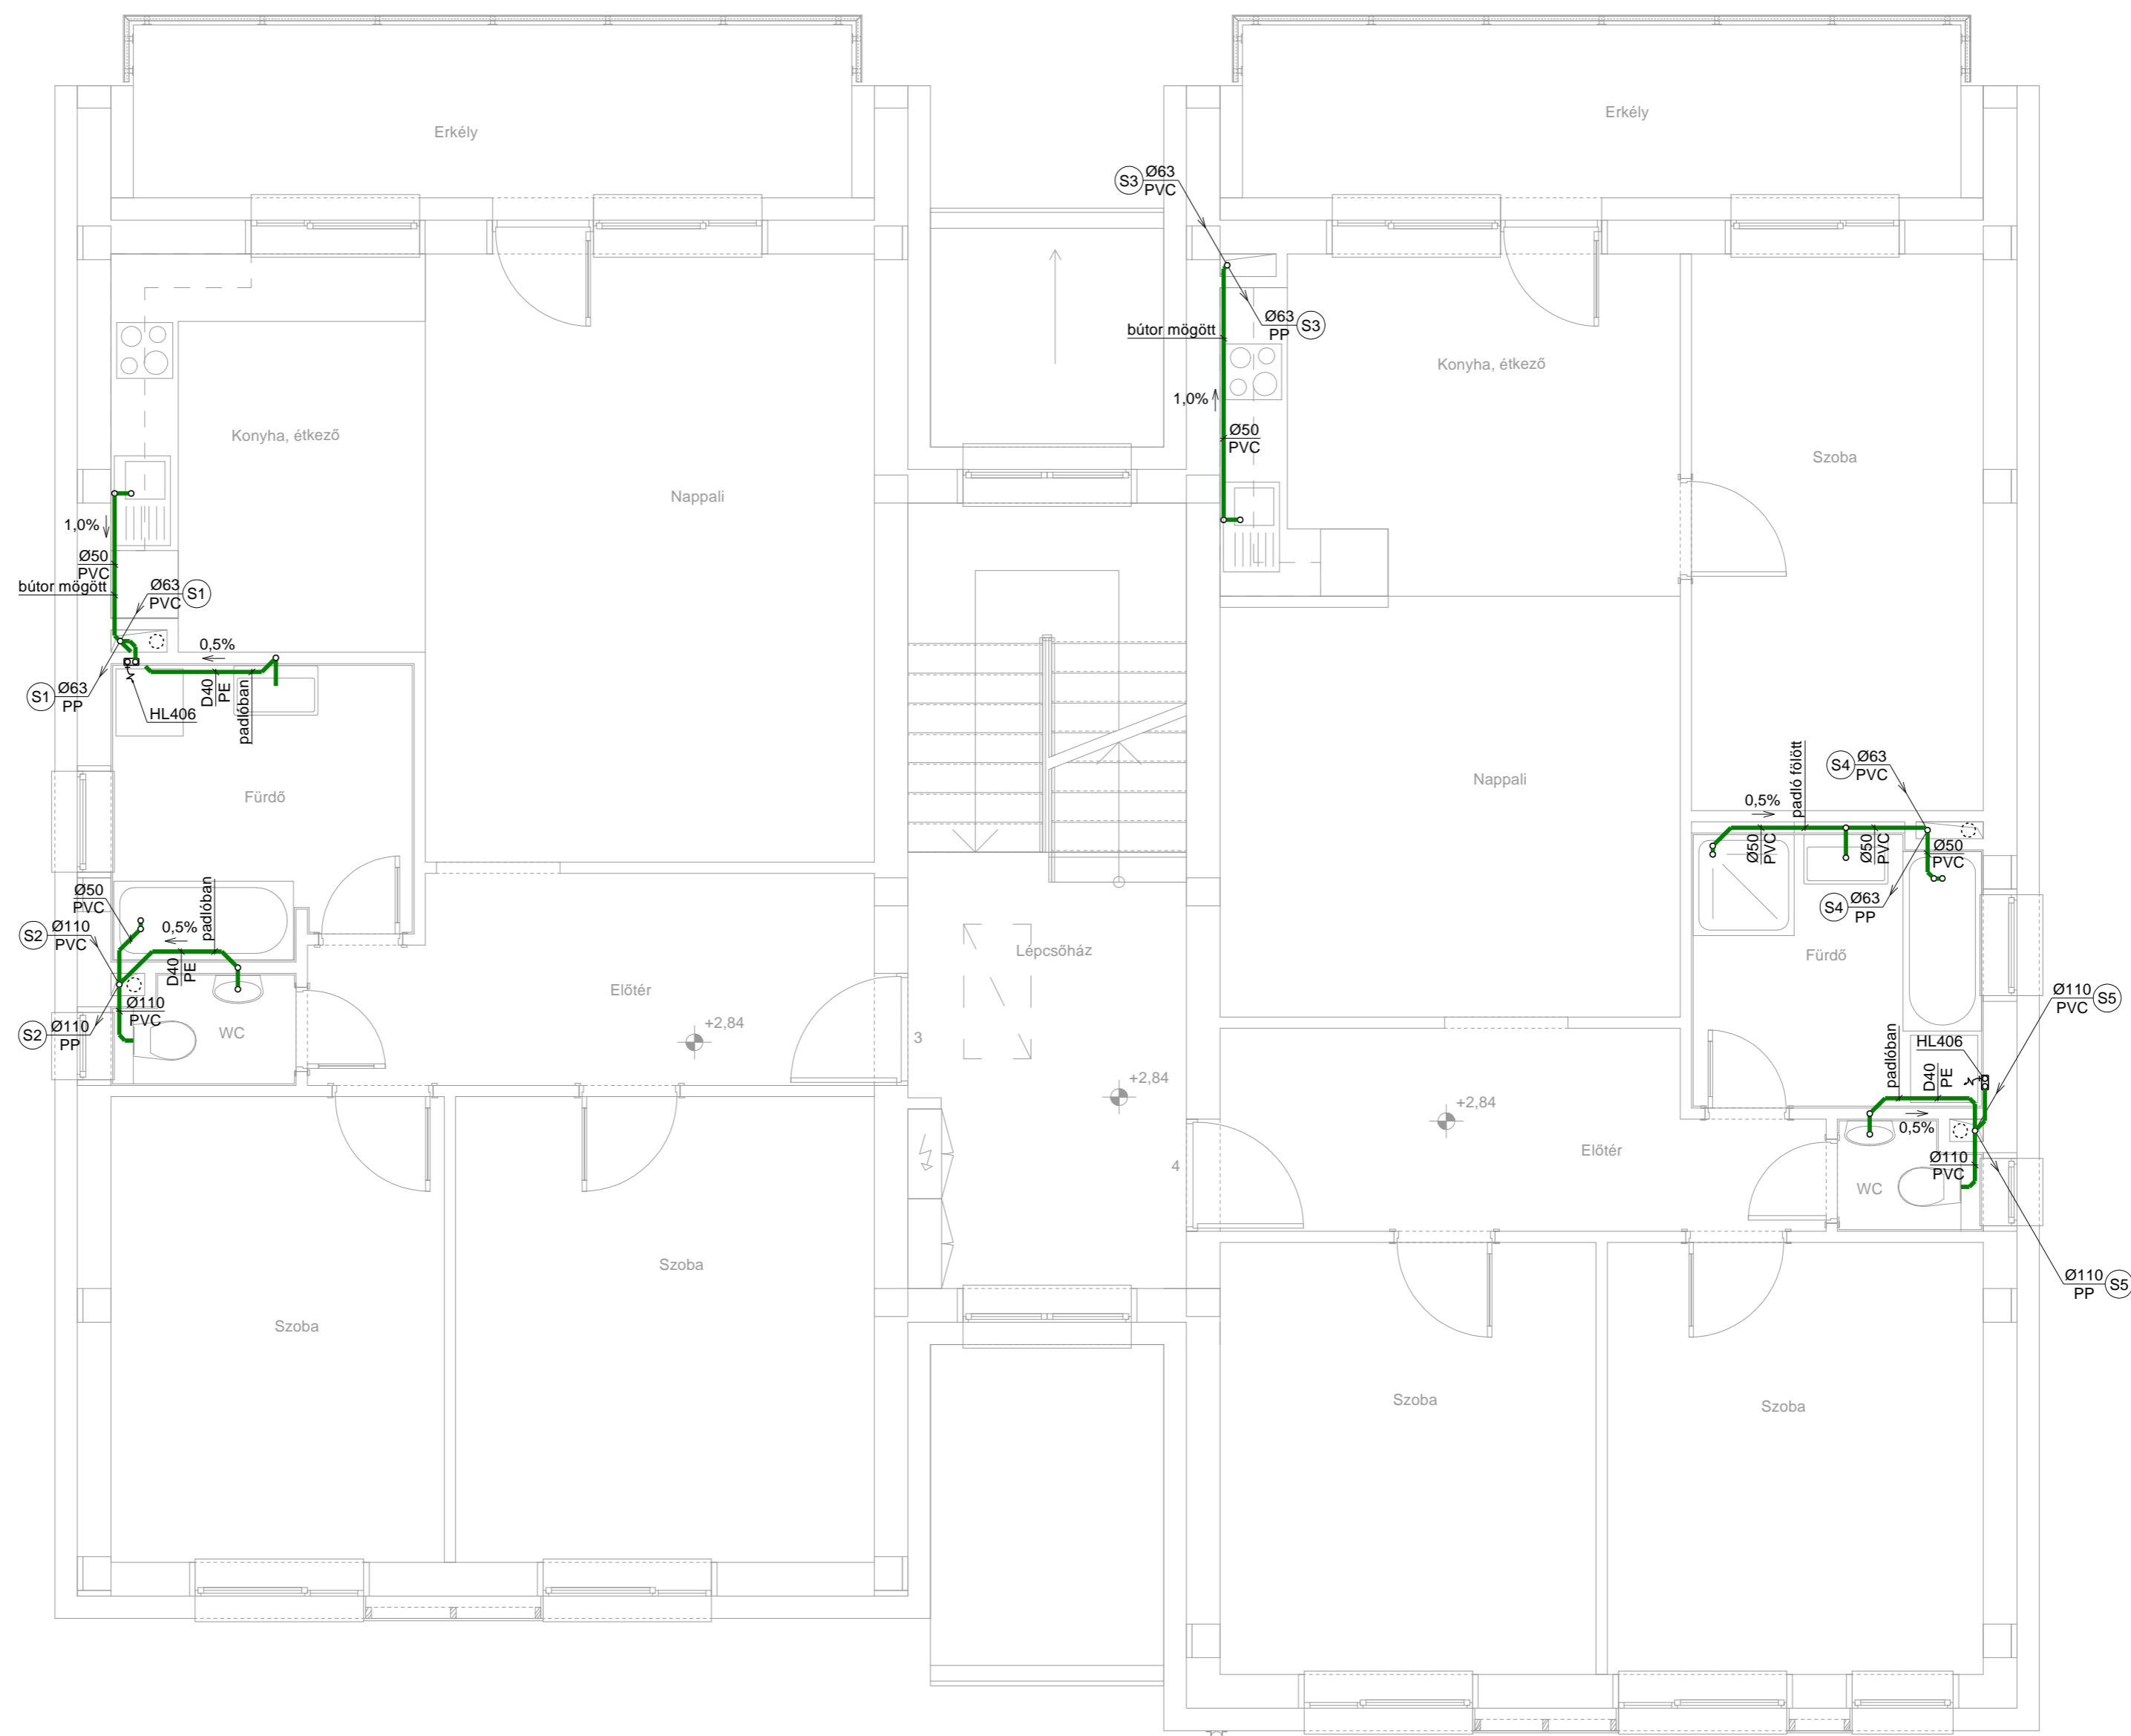 Erkély
Erkély
S3 Ø63
PVC
Ø63 S3
PP
bútor mögött
1,0%
Ø50
PVC
Konyha, étkező
Konyha, étkező
Szoba
Nappali
1,0%
Ø50
PVC
bútor mögött
Ø63 S1
PVC
0,5%
S1 Ø63
PP
HL406
D40
PE
padlóban
Fürdő
Nappali
S4 Ø63
PVC
padló fölött
0,5%
Ø50
PVC
Ø50
PVC
Ø50
PVC
S4 Ø63
PP
Ø50
PVC
S2 Ø110
PVC
0,5%
padlóban
D40
PE
Ø110
PVC
S2 Ø110
PP
WC
Előtér
+2,84
3
Lépcsőház
+2,84
Fürdő
Ø110 S5
PVC
HL406
padlóban
D40
PE
0,5%
Ø110
PVC
WC
+2,84
Előtér
4
Ø110 S5
PP
Szoba
Szoba
Szoba
Szoba